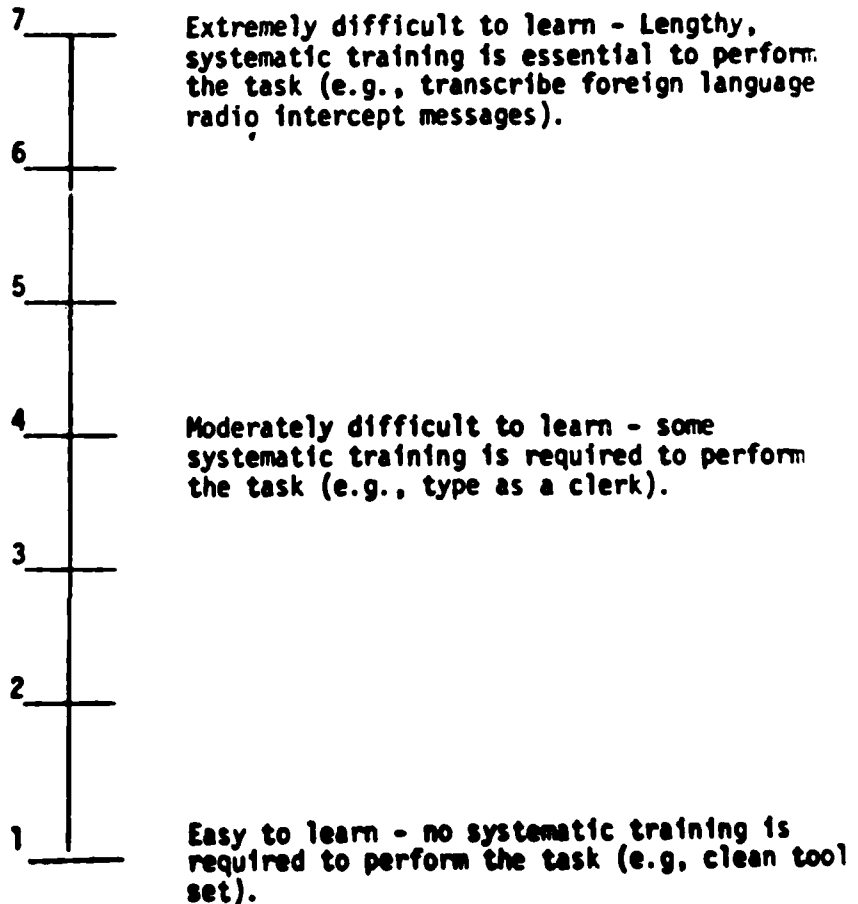 7 Extremely difficult to learn - Lengthy,
systematic training is essential to perform
the task (e.g., transcribe foreign language
radio intercept messages).
6
5
4 Moderately difficult to learn - some
systematic training is required to perform
the task (e.g., type as a clerk).
3
2
1 Easy to learn - no systematic training is
required to perform the task (e.g, clean tool
set).